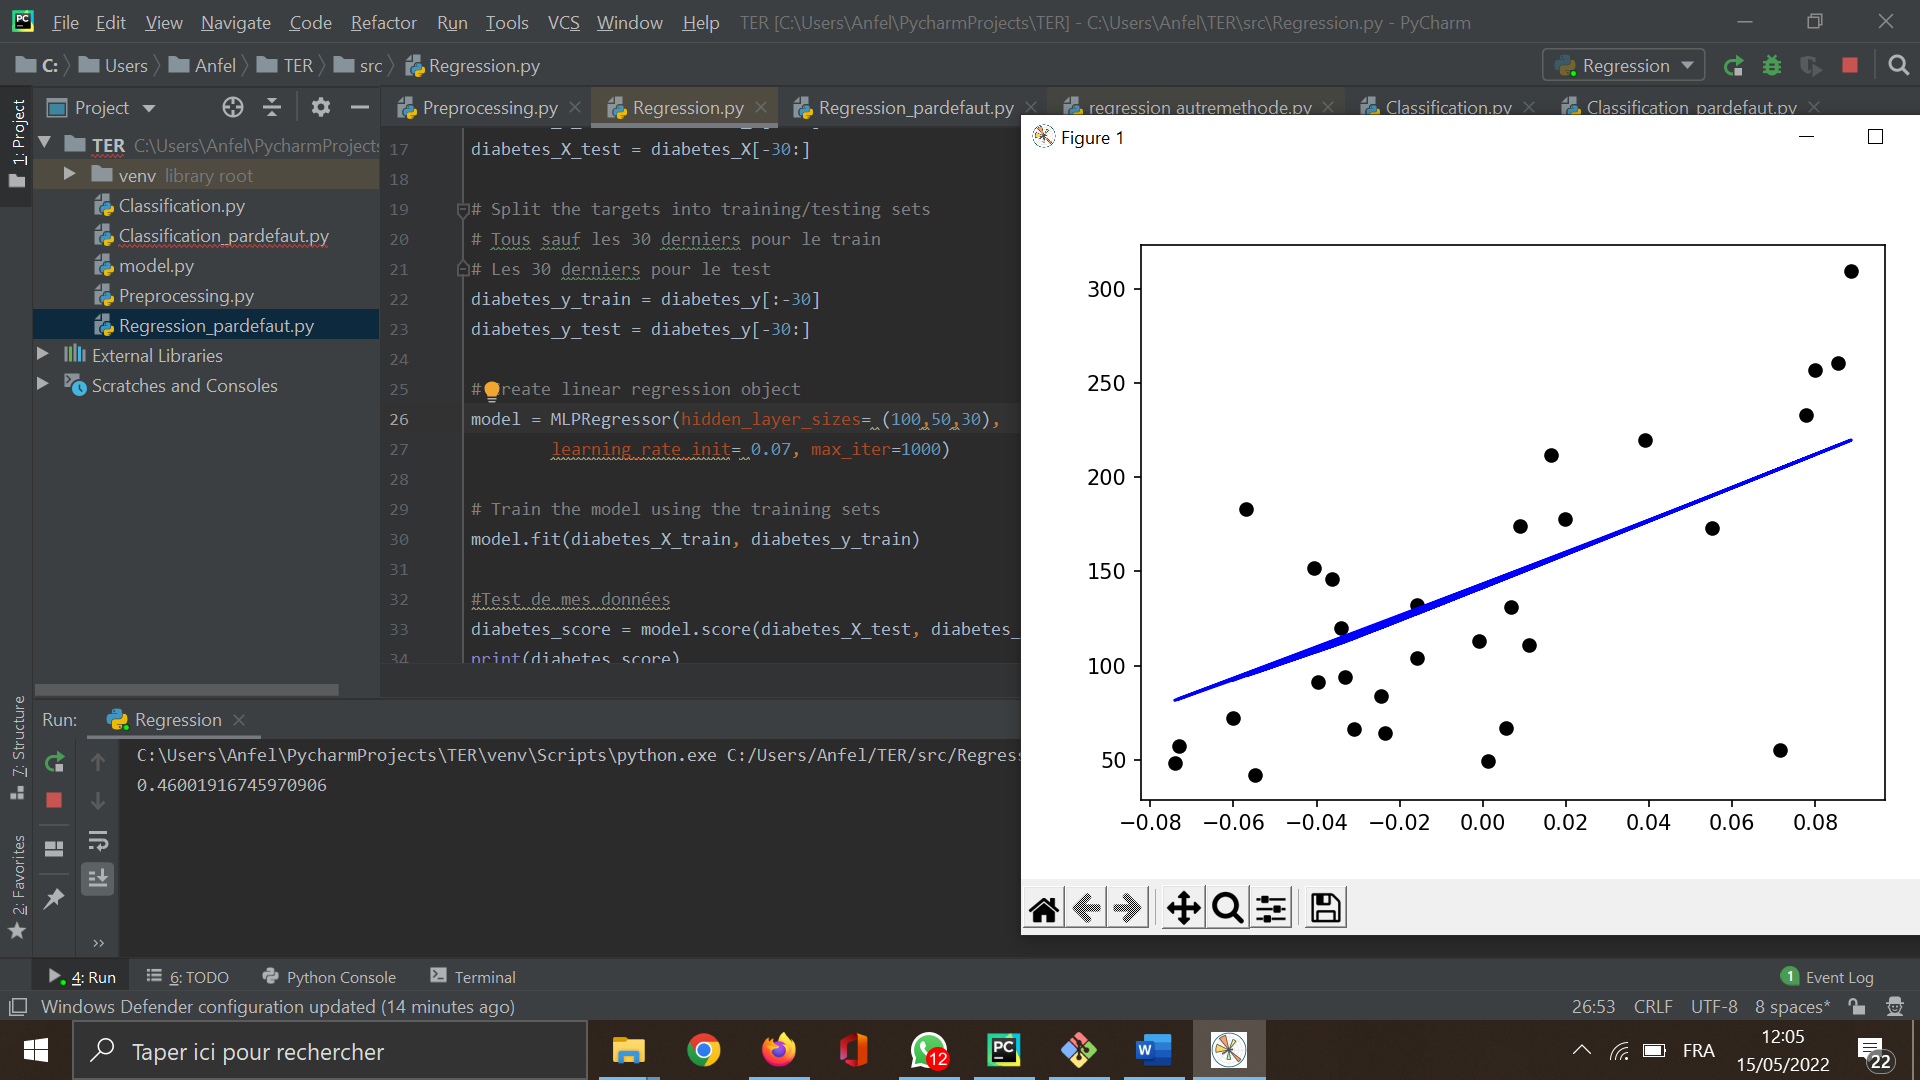 File Edit View Navigate Code Refactor Run Tools VCS Window Help TER [C:\Users\Anfel\PycharmProjects\TER] - C:\Users\Anfel\TER\src\Regression.py - PyCharm
C: Users Anfel TER src Regression.py Regression
Project Preprocessing.py Regression.py Regression_pardefaut.py regression autremethode.py Classification.py Classification_pardefaut.py
1: Project
TER C:\Users\Anfel\PycharmProjects
venv library root
Classification.py
Classification_pardefaut.py
model.py
Preprocessing.py
Regression_pardefaut.py
External Libraries
Scratches and Consoles
17 diabetes_X_test = diabetes_X[-30:]
18
19 # Split the targets into training/testing sets
20 # Tous sauf les 30 derniers pour le train
21 # Les 30 derniers pour le test
22 diabetes_y_train = diabetes_y[:-30]
23 diabetes_y_test = diabetes_y[-30:]
24
25 # reate linear regression object
26 model = MLPRegressor(hidden_layer_sizes= (100,50,30),
27 learning_rate_init= 0.07, max_iter=1000)
28
29 # Train the model using the training sets
30 model.fit(diabetes_X_train, diabetes_y_train)
31
32 #Test de mes données
33 diabetes_score = model.score(diabetes_X_test, diabetes_
34 print(diabetes_score)
Figure 1
300
250
200
150
100
50
−0.08 −0.06 −0.04 −0.02 0.00 0.02 0.04 0.06 0.08
7: Structure
2: Favorites
Run: Regression
C:\Users\Anfel\PycharmProjects\TER\venv\Scripts\python.exe C:/Users/Anfel/TER/src/Regress
0.46001916745970906
4: Run 6: TODO Python Console Terminal 1 Event Log
Windows Defender configuration updated (14 minutes ago) 26:53 CRLF UTF-8 8 spaces*
Taper ici pour rechercher 12 FRA 12:05
15/05/2022 22